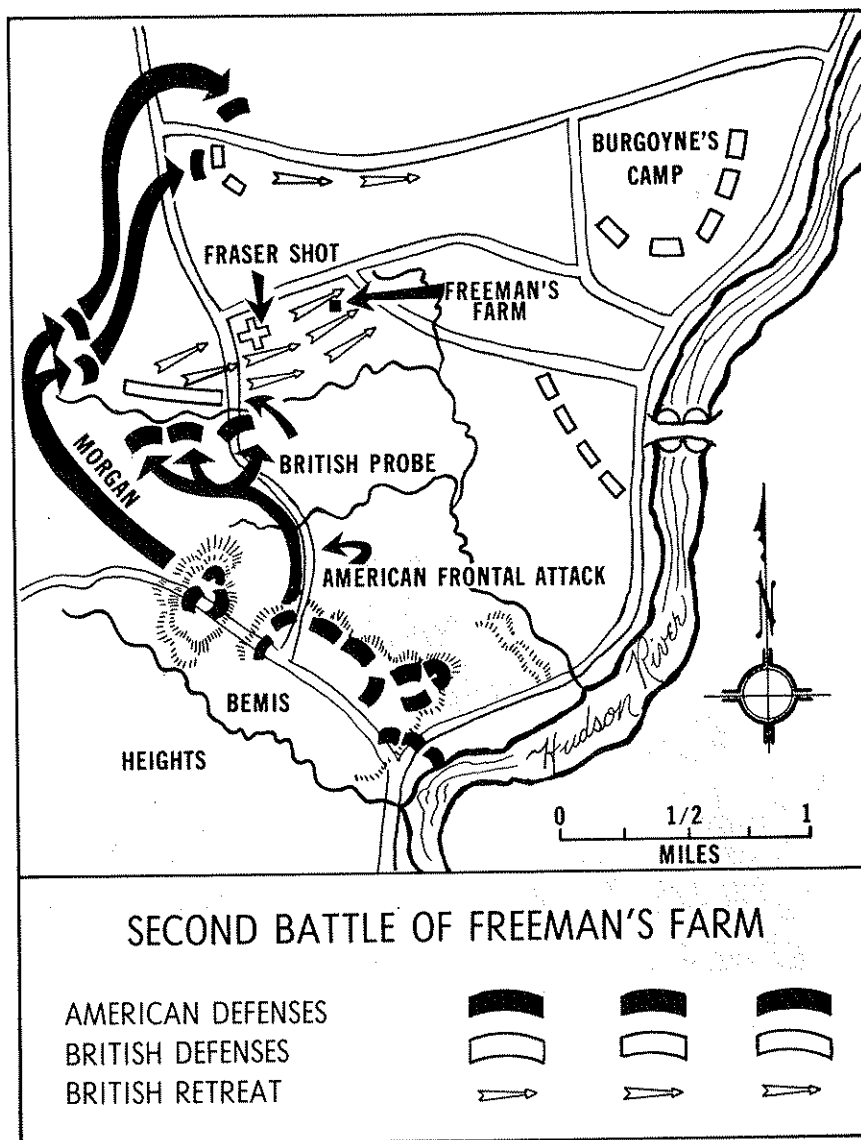 BURGOYNE'S
CAMP
FRASER SHOT
FREEMAN'S
FARM
MORGAN
BRITISH PROBE
AMERICAN FRONTAL ATTACK
BEMIS
HEIGHTS
Hudson River
N
0 1/2 1
MILES
SECOND BATTLE OF FREEMAN'S FARM
AMERICAN DEFENSES
BRITISH DEFENSES
BRITISH RETREAT